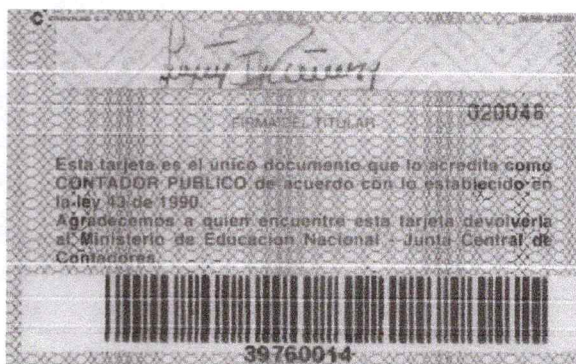 FIRMA DEL TITULAR
020046
Esta tarjeta es el único documento que lo acredita como
CONTADOR PUBLICO de acuerdo con lo establecido en
la ley 43 de 1990.
Agradecemos a quien encuentre esta tarjeta devolverla
al Ministerio de Educación Nacional - Junta Central de
Contadores.
39760014